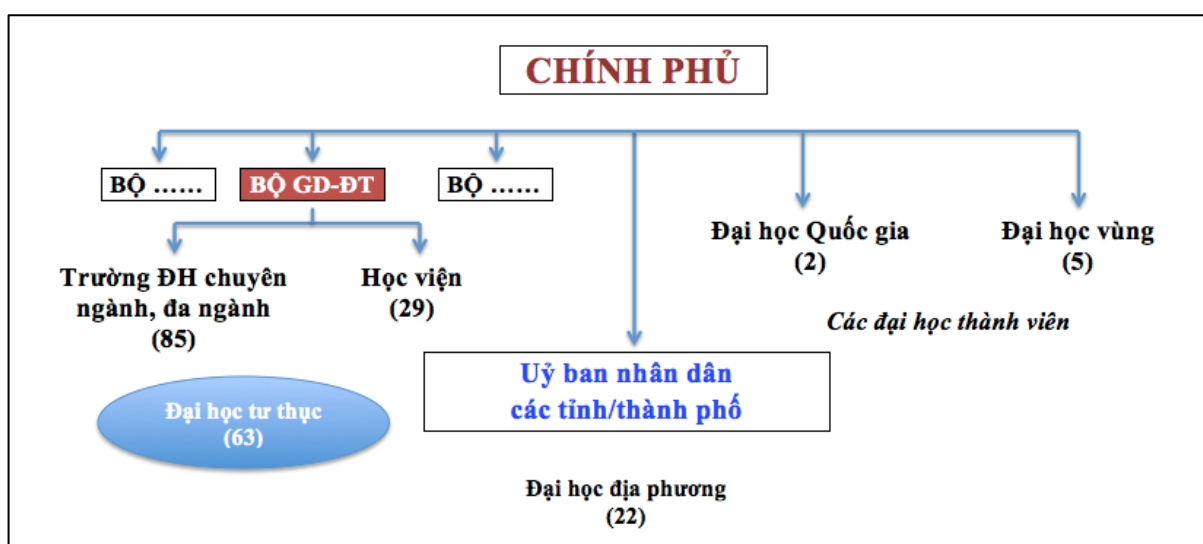 CHÍNH PHỦ
BỘ ……
BỘ GD-ĐT
BỘ ……
Đại học Quốc gia
(2)
Đại học vùng
(5)
Trường ĐH chuyên
ngành, đa ngành
(85)
Học viện
(29)
Các đại học thành viên
Uỷ ban nhân dân
các tỉnh/thành phố
Đại học tư thục
(63)
Đại học địa phương
(22)